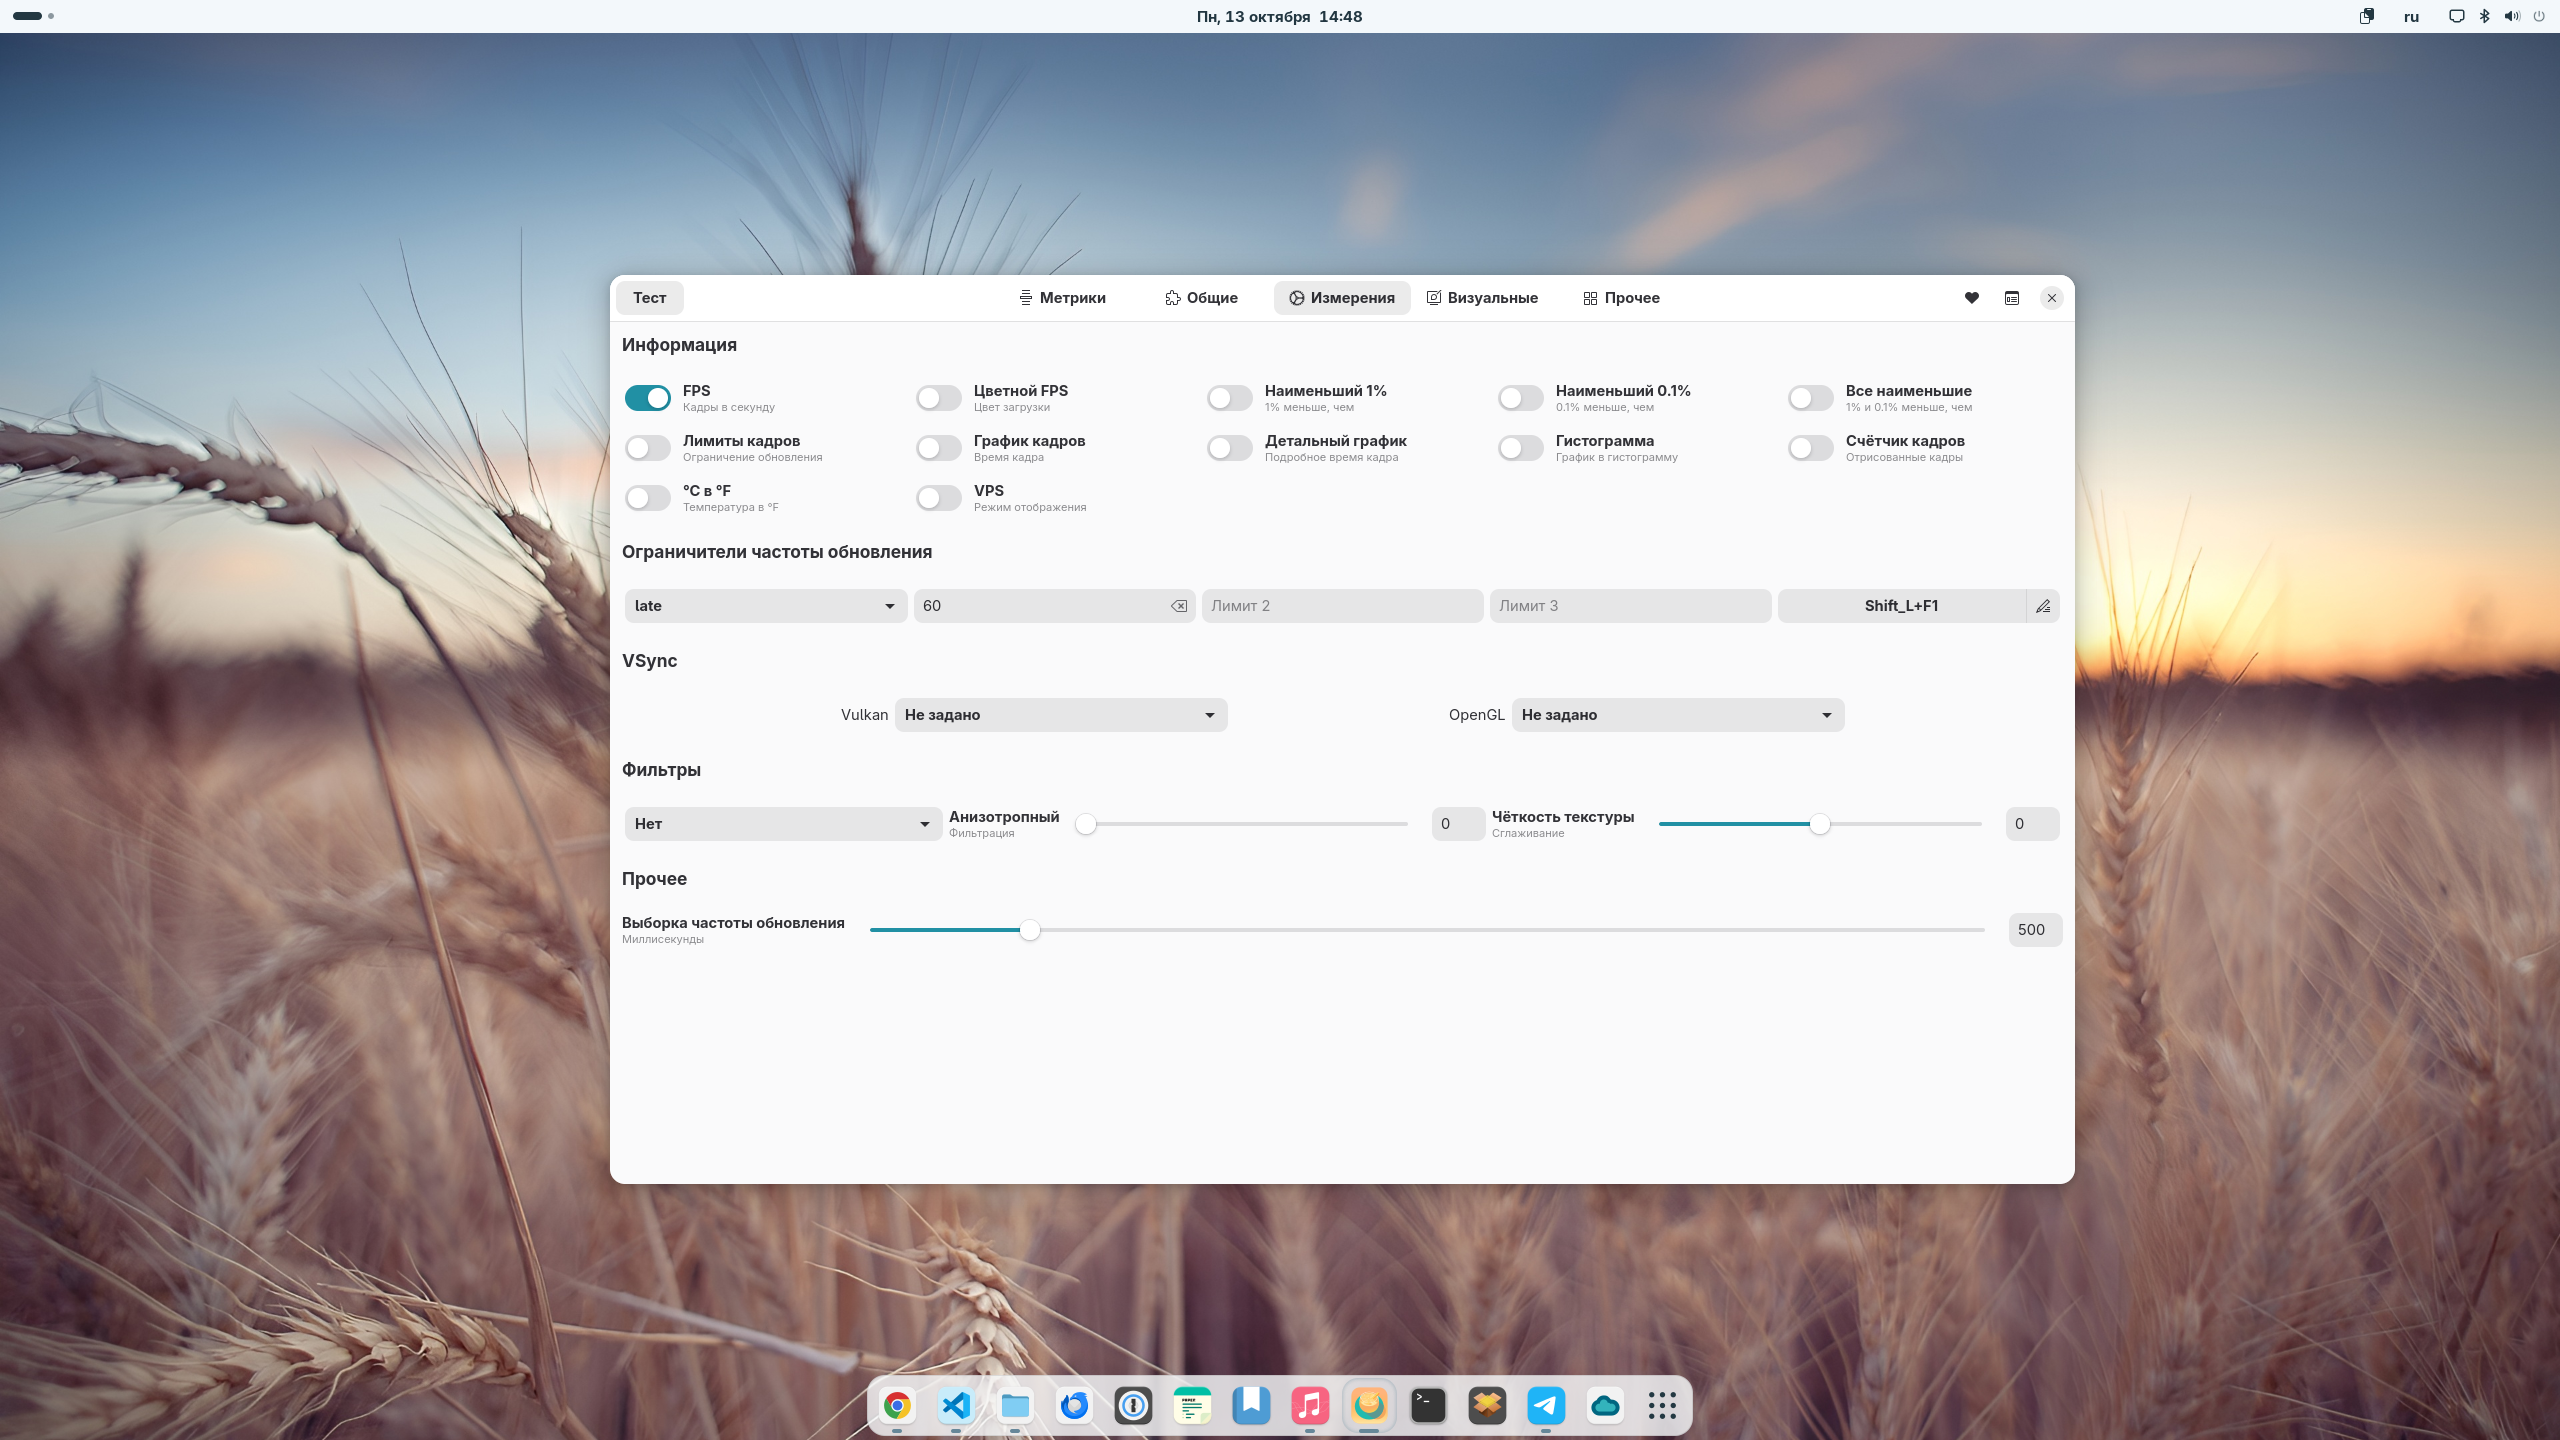 Пн, 13 октября 14:48
ru
Тест
Метрики
Общие
Измерения
Визуальные
Прочее
Информация
FPS
Кадры в секунду
Цветной FPS
Цвет загрузки
Наименьший 1%
1% меньше, чем
Наименьший 0.1%
0.1% меньше, чем
Все наименьшие
1% и 0.1% меньше, чем
Лимиты кадров
Ограничение обновления
График кадров
Время кадра
Детальный график
Подробное время кадра
Гистограмма
График в гистограмму
Счётчик кадров
Отрисованные кадры
°C в °F
Температура в °F
VPS
Режим отображения
Ограничители частоты обновления
late
60
Лимит 2
Лимит 3
Shift_L+F1
VSync
Vulkan
Не задано
OpenGL
Не задано
Фильтры
Нет
Анизотропный
Фильтрация
0
Чёткость текстуры
Сглаживание
0
Прочее
Выборка частоты обновления
Миллисекунды
500